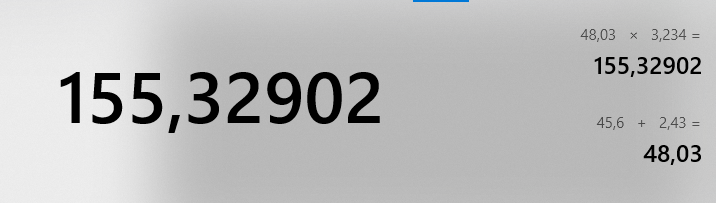 155,32902
48,03 × 3,234 =
155,32902
45,6 + 2,43 =
48,03